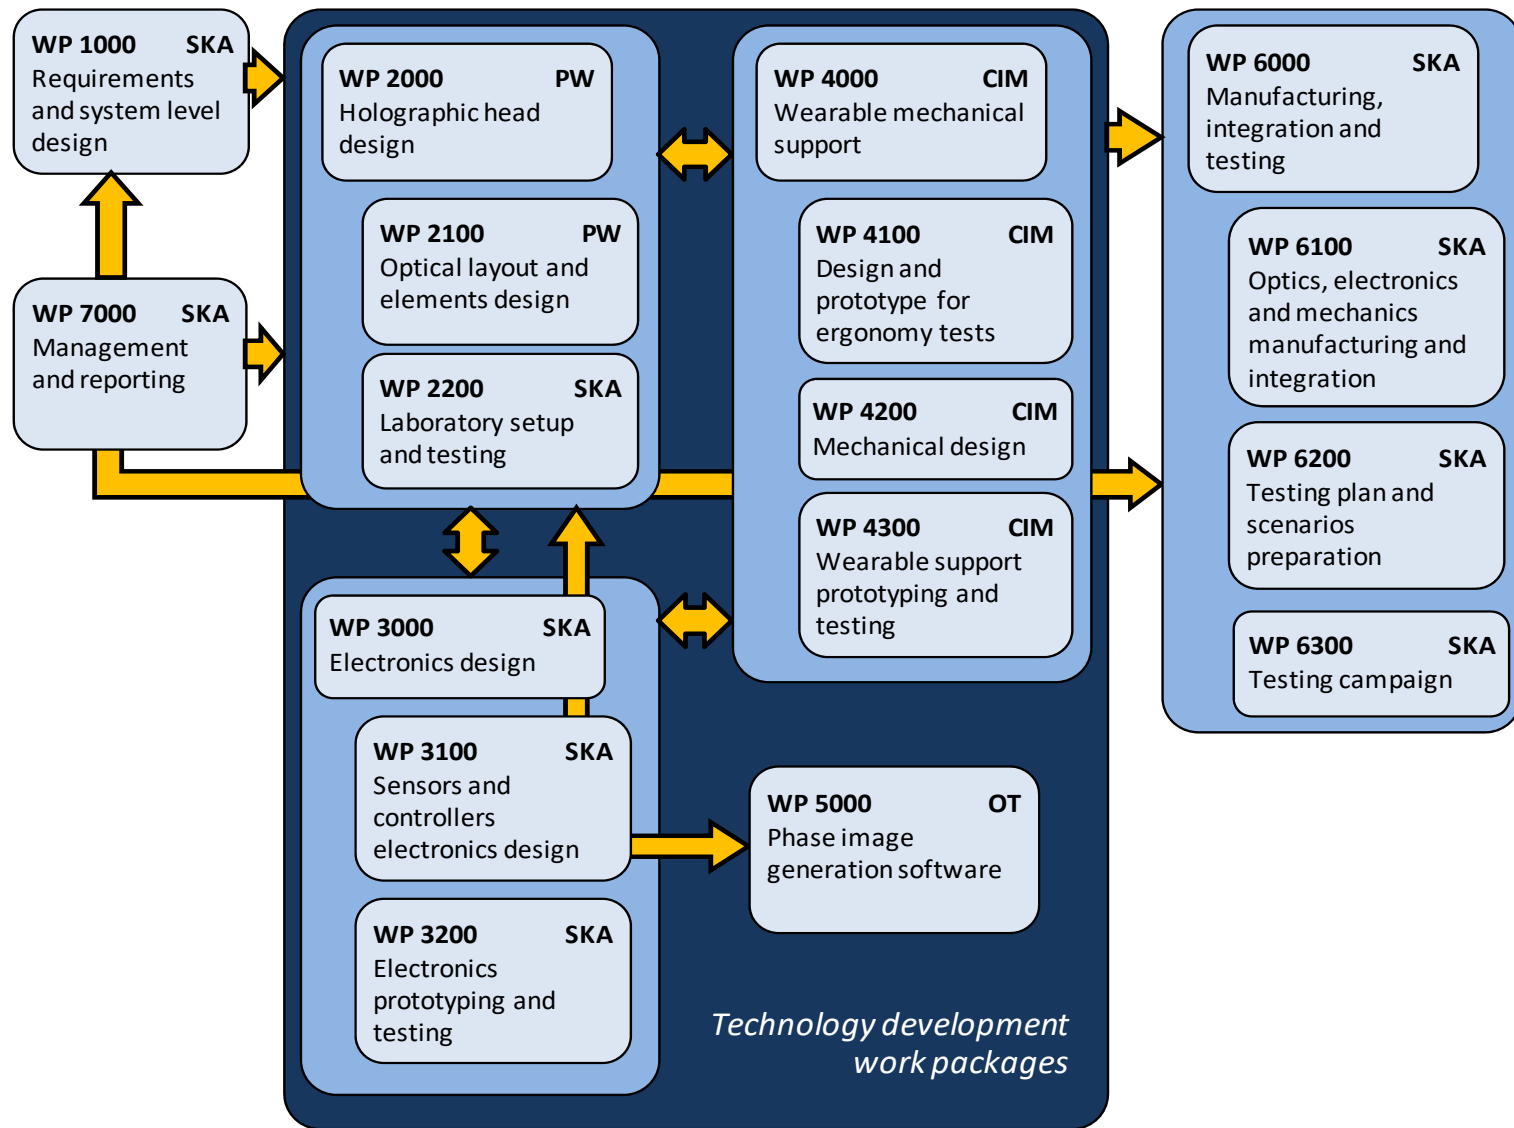 WP 1000 SKA
Requirements
and system level
design
WP 7000 SKA
Management
and reporting
WP 2000 PW
Holographic head
design
WP 2100 PW
Optical layout and
elements design
WP 2200 SKA
Laboratory setup
and testing
WP 3000 SKA
Electronics design
WP 3100 SKA
Sensors and
controllers
electronics design
WP 3200 SKA
Electronics
prototyping and
testing
WP 4000 CIM
Wearable mechanical
support
WP 4100 CIM
Design and
prototype for
ergonomy tests
WP 4200 CIM
Mechanical design
WP 4300 CIM
Wearable support
prototyping and
testing
WP 5000 OT
Phase image
generation software
Technology development
work packages
WP 6000 SKA
Manufacturing,
integration and
testing
WP 6100 SKA
Optics, electronics
and mechanics
manufacturing and
integration
WP 6200 SKA
Testing plan and
scenarios
preparation
WP 6300 SKA
Testing campaign